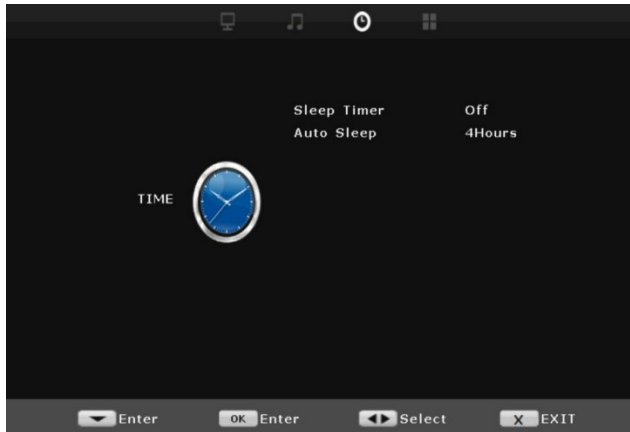 Sleep Timer Off
Auto Sleep 4Hours
TIME
Enter OK Enter Select X EXIT